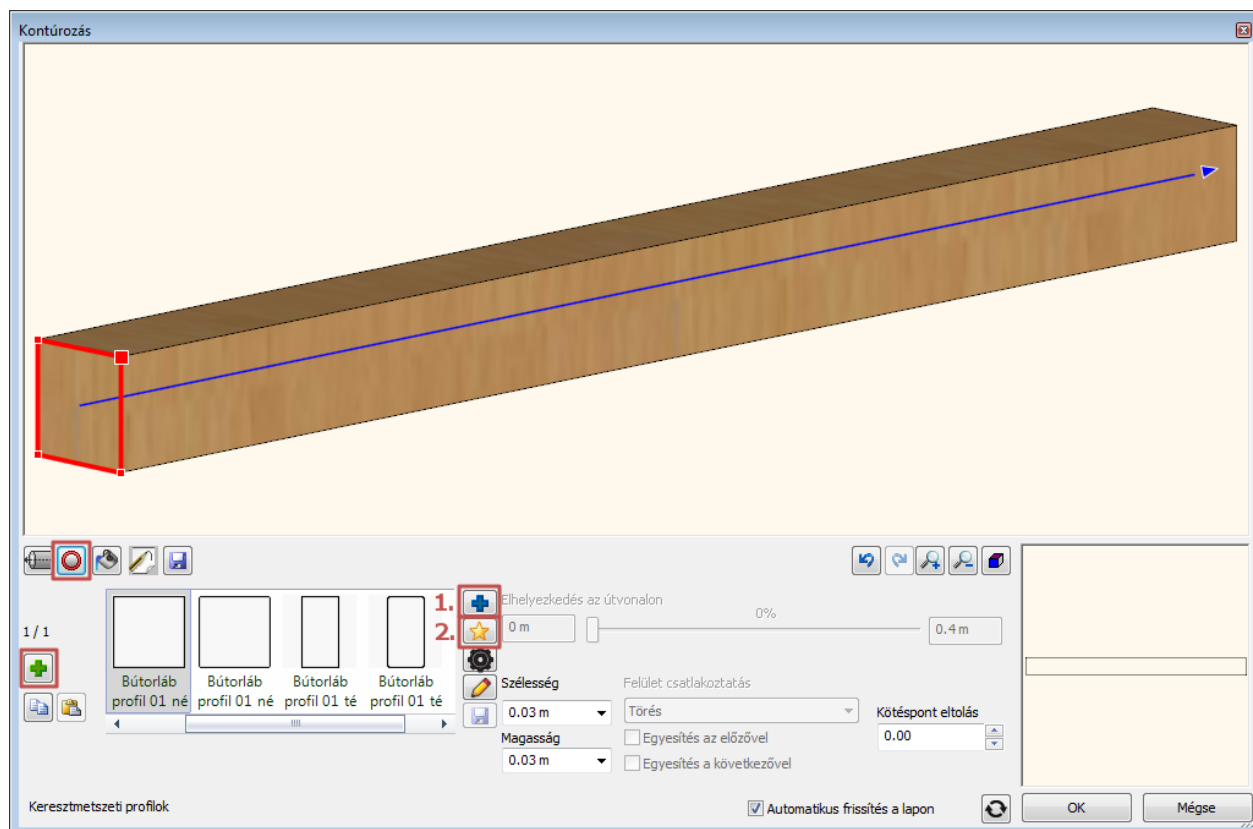 Kontúrozás
1.
Elhelyezkedés az útvonalon
0%
2.
0 m
0.4 m
1 / 1
Bútorláb profil 01 né
Bútorláb profil 01 né
Bútorláb profil 01 té
Bútorláb profil 01 té
Szélesség
Felület csatlakoztatás
0.03 m
Törés
Kötéspont eltolás
Magasság
Egyesítés az előzővel
0.00
0.03 m
Egyesítés a következővel
Keresztmetszeti profilok
Automatikus frissítés a lapon
OK
Mégse